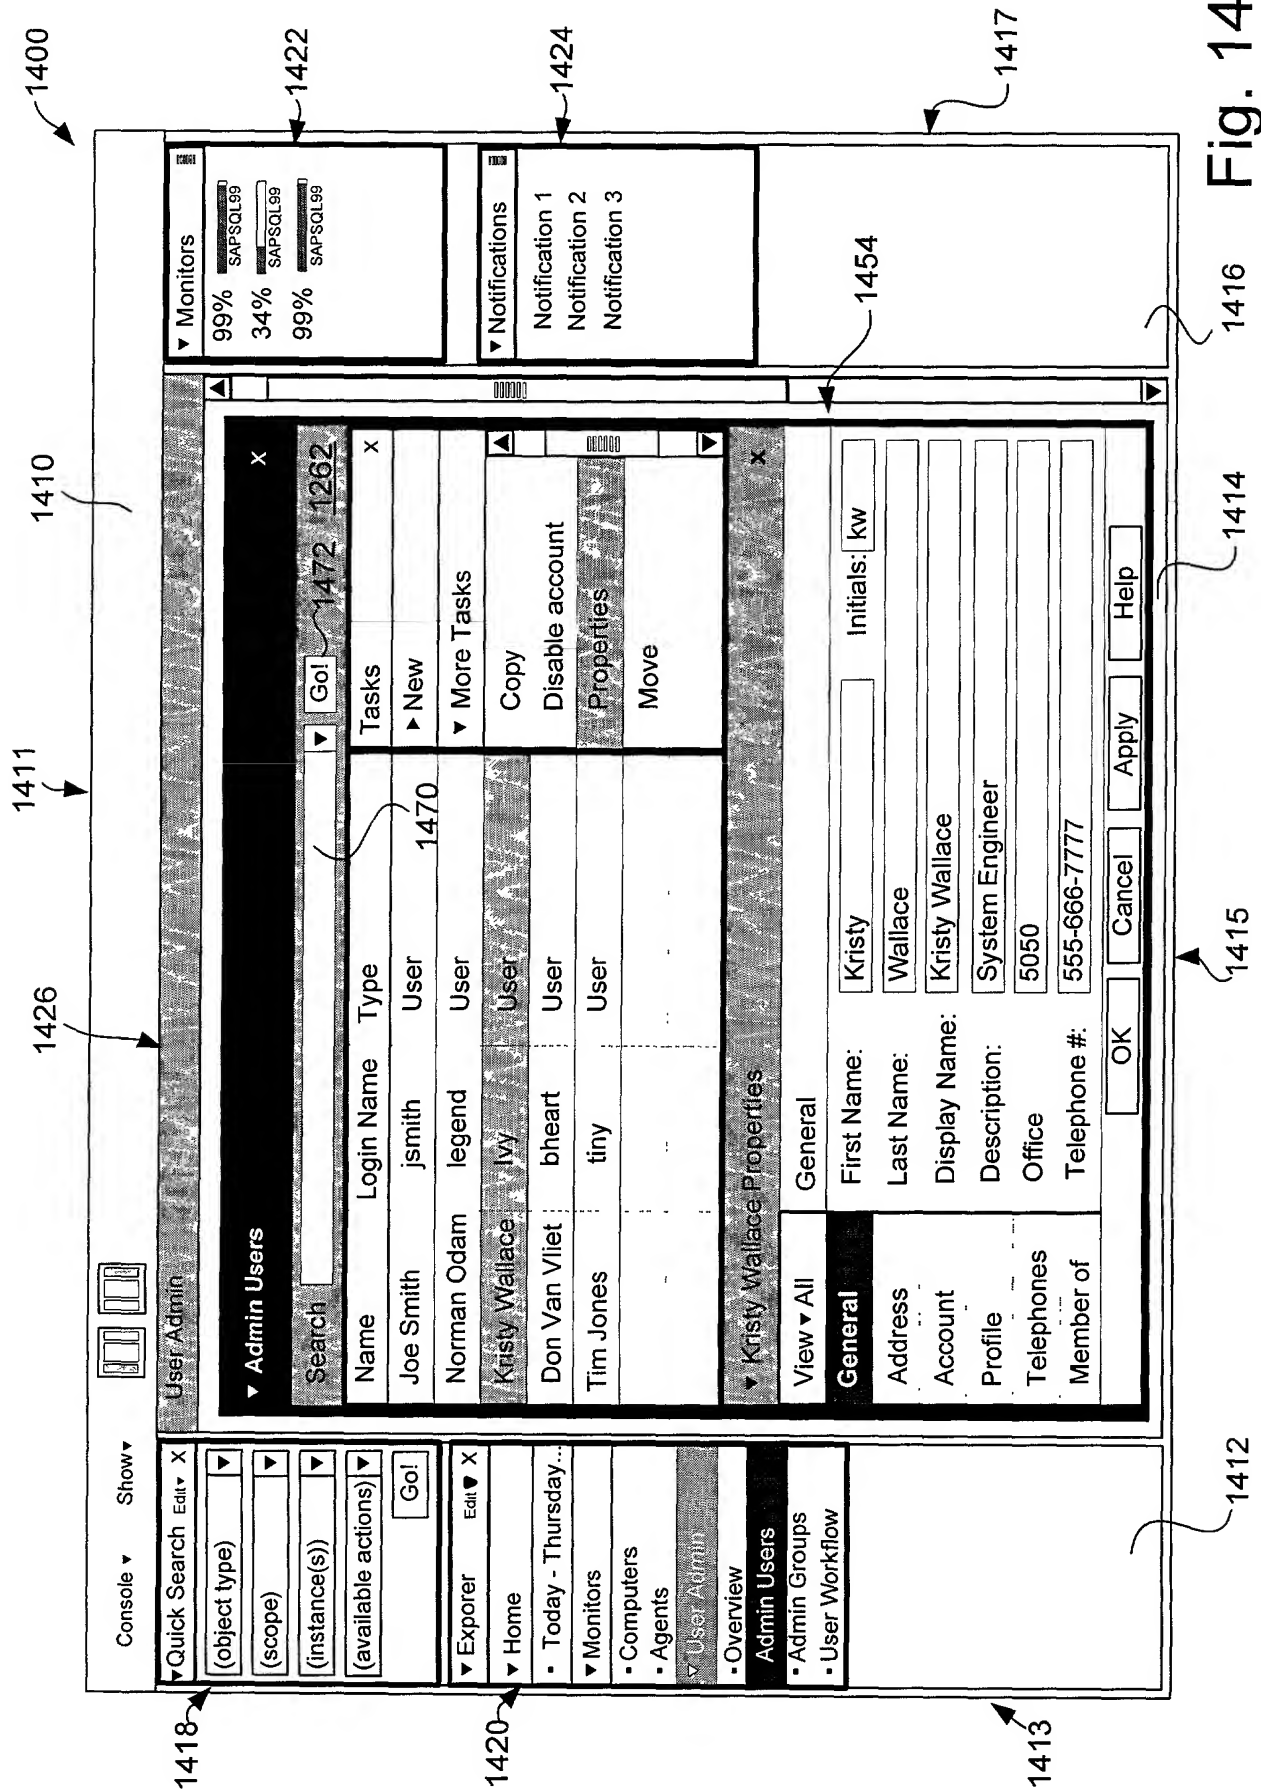 1400
1411
1410
1426
1422
1424
1417
1454
1416
1414
1415
1412
1413
1418
1420
Console ▾ Show▾
▾Quick Search Edit▾ X
(object type) ▾
(scope) ▾
(instance(s)) ▾
(available actions) ▾
Go!
▾ Exporer Edit▾ X
▾ Home
▪ Today - Thursday...
▾ Monitors
▪ Computers
▪ Agents
▾ User Admin
▪ Overview
Admin Users
▪ Admin Groups
▪ User Workflow
User Admin
▾ Admin Users X
Search Go! 1472 1262
1470
Name Login Name Type
Joe Smith jsmith User
Norman Odam legend User
Kristy Wallace Ivy User
Don Van Vliet bheart User
Tim Jones tiny User
Tasks X
▸ New
▾ More Tasks
Copy
Disable account
Properties
Move
▾ Kristy Wallace Properties X
View ▾ All
General
Address
Account
Profile
Telephones
Member of
General
First Name: Kristy Initials: kw
Last Name: Wallace
Display Name: Kristy Wallace
Description: System Engineer
Office 5050
Telephone #: 555-666-7777
OK Cancel Apply Help
▾ Monitors
99% SAPSQL99
34% SAPSQL99
99% SAPSQL99
▾ Notifications
Notification 1
Notification 2
Notification 3
Fig. 14